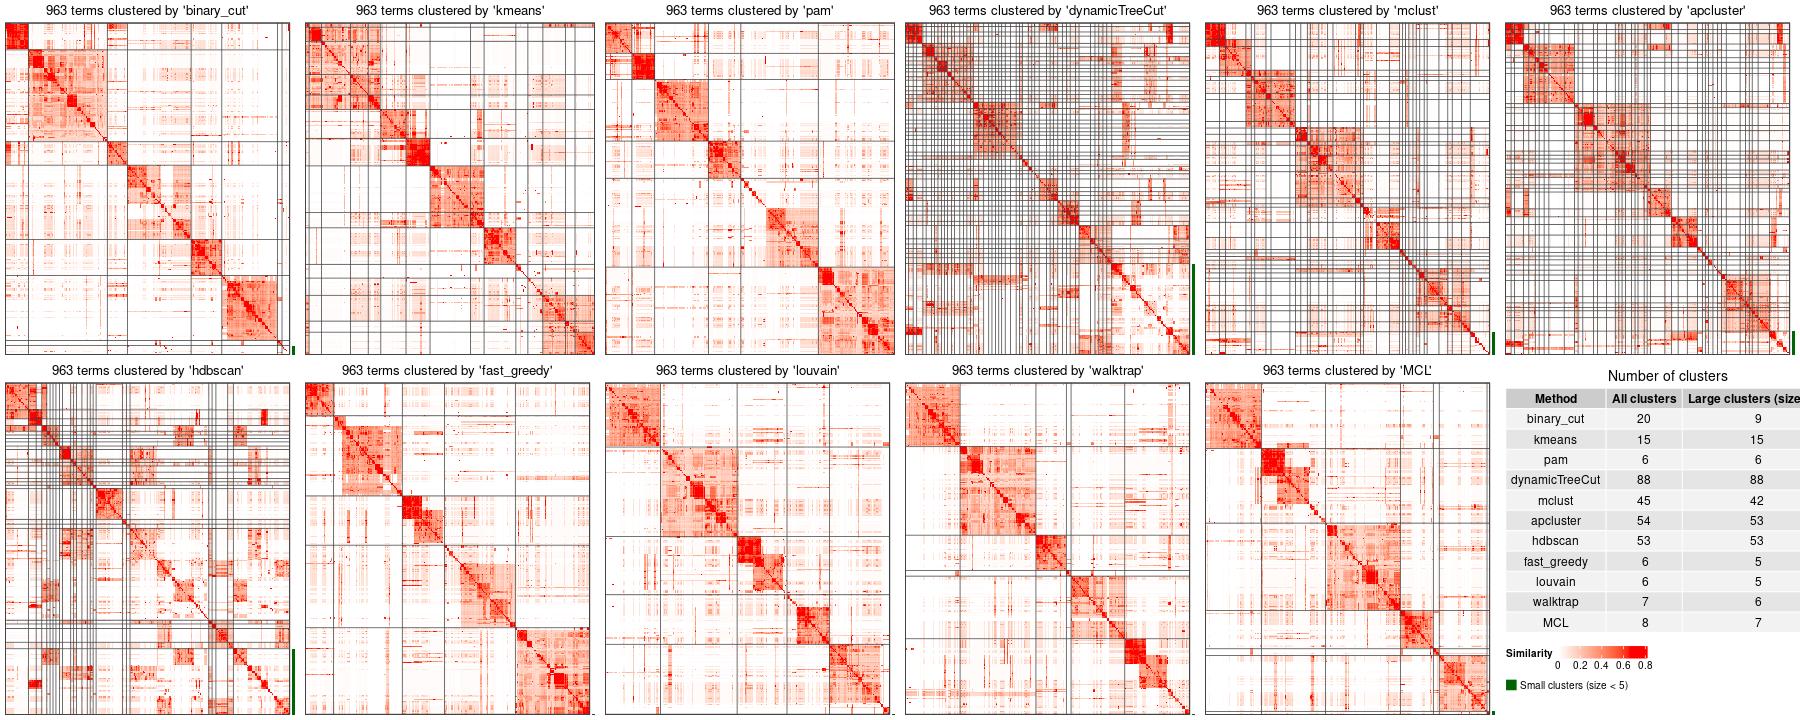 963 terms clustered by 'binary_cut'
963 terms clustered by 'kmeans'
963 terms clustered by 'pam'
963 terms clustered by 'dynamicTreeCut'
963 terms clustered by 'mclust'
963 terms clustered by 'apcluster'
963 terms clustered by 'hdbscan'
963 terms clustered by 'fast_greedy'
963 terms clustered by 'louvain'
963 terms clustered by 'walktrap'
963 terms clustered by 'MCL'
Number of clusters
Method All clusters Large clusters (size
binary_cut 20 9
kmeans 15 15
pam 6 6
dynamicTreeCut 88 88
mclust 45 42
apcluster 54 53
hdbscan 53 53
fast_greedy 6 5
louvain 6 5
walktrap 7 6
MCL 8 7
Similarity
0 0.2 0.4 0.6 0.8
Small clusters (size < 5)